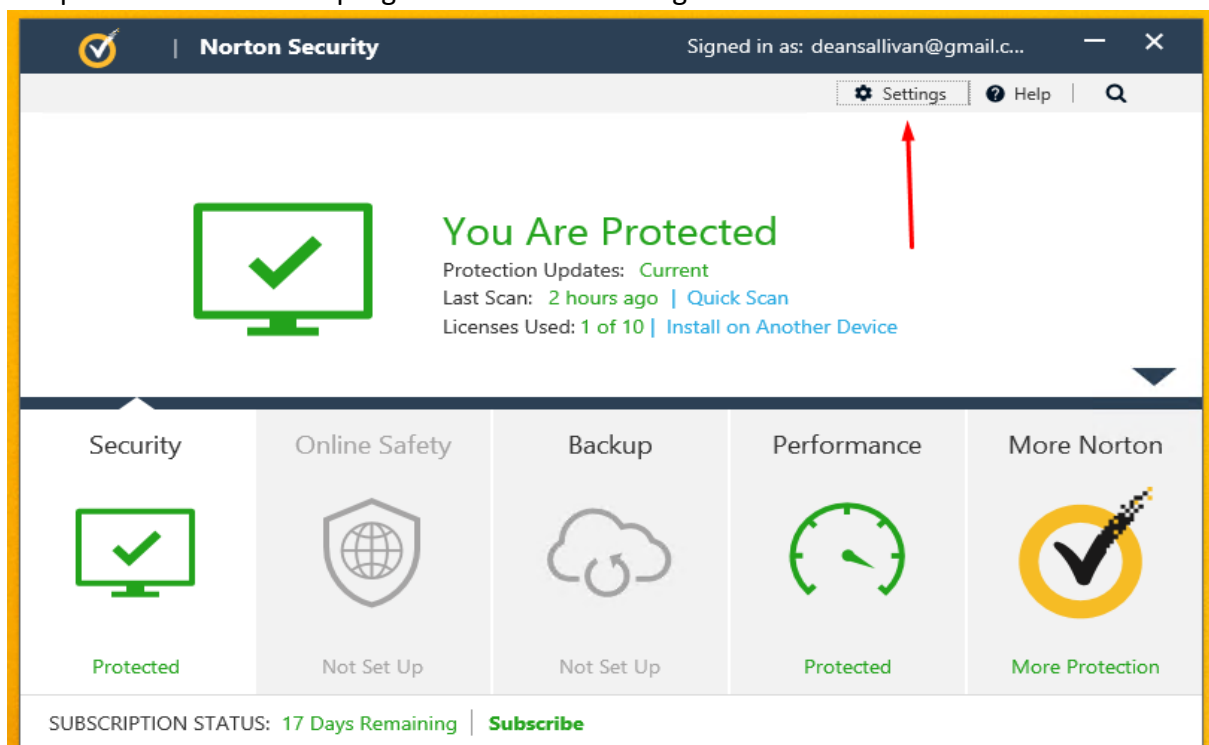 | Norton Security Signed in as: deansallivan@gmail.c...
Settings Help
You Are Protected
Protection Updates: Current
Last Scan: 2 hours ago | Quick Scan
Licenses Used: 1 of 10 | Install on Another Device
Security Online Safety Backup Performance More Norton
Protected Not Set Up Not Set Up Protected More Protection
SUBSCRIPTION STATUS: 17 Days Remaining | Subscribe